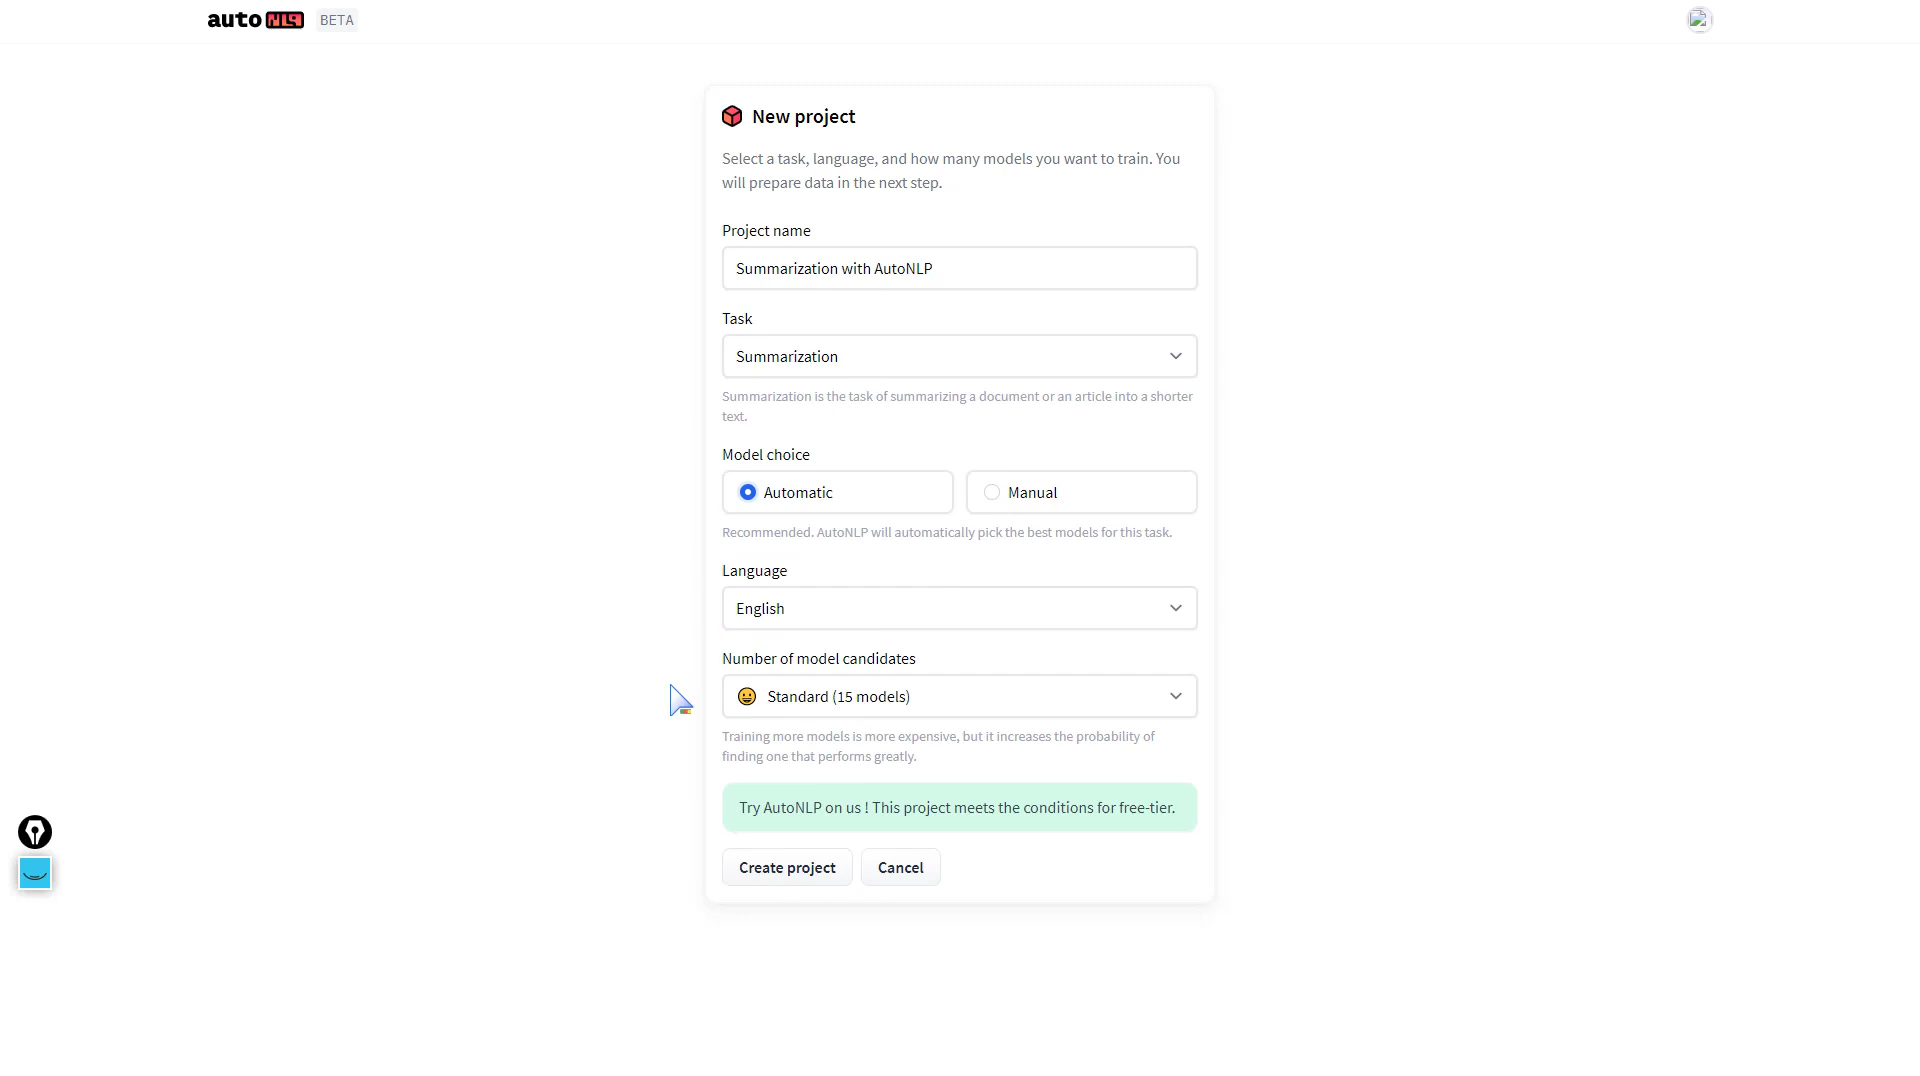 auto NLP BETA
New project
Select a task, language, and how many models you want to train. You
will prepare data in the next step.
Project name
Summarization with AutoNLP
Task
Summarization
Summarization is the task of summarizing a document or an article into a shorter
text.
Model choice
Automatic Manual
Recommended. AutoNLP will automatically pick the best models for this task.
Language
English
Number of model candidates
Standard (15 models)
Training more models is more expensive, but it increases the probability of
finding one that performs greatly.
Try AutoNLP on us ! This project meets the conditions for free-tier.
Create project Cancel